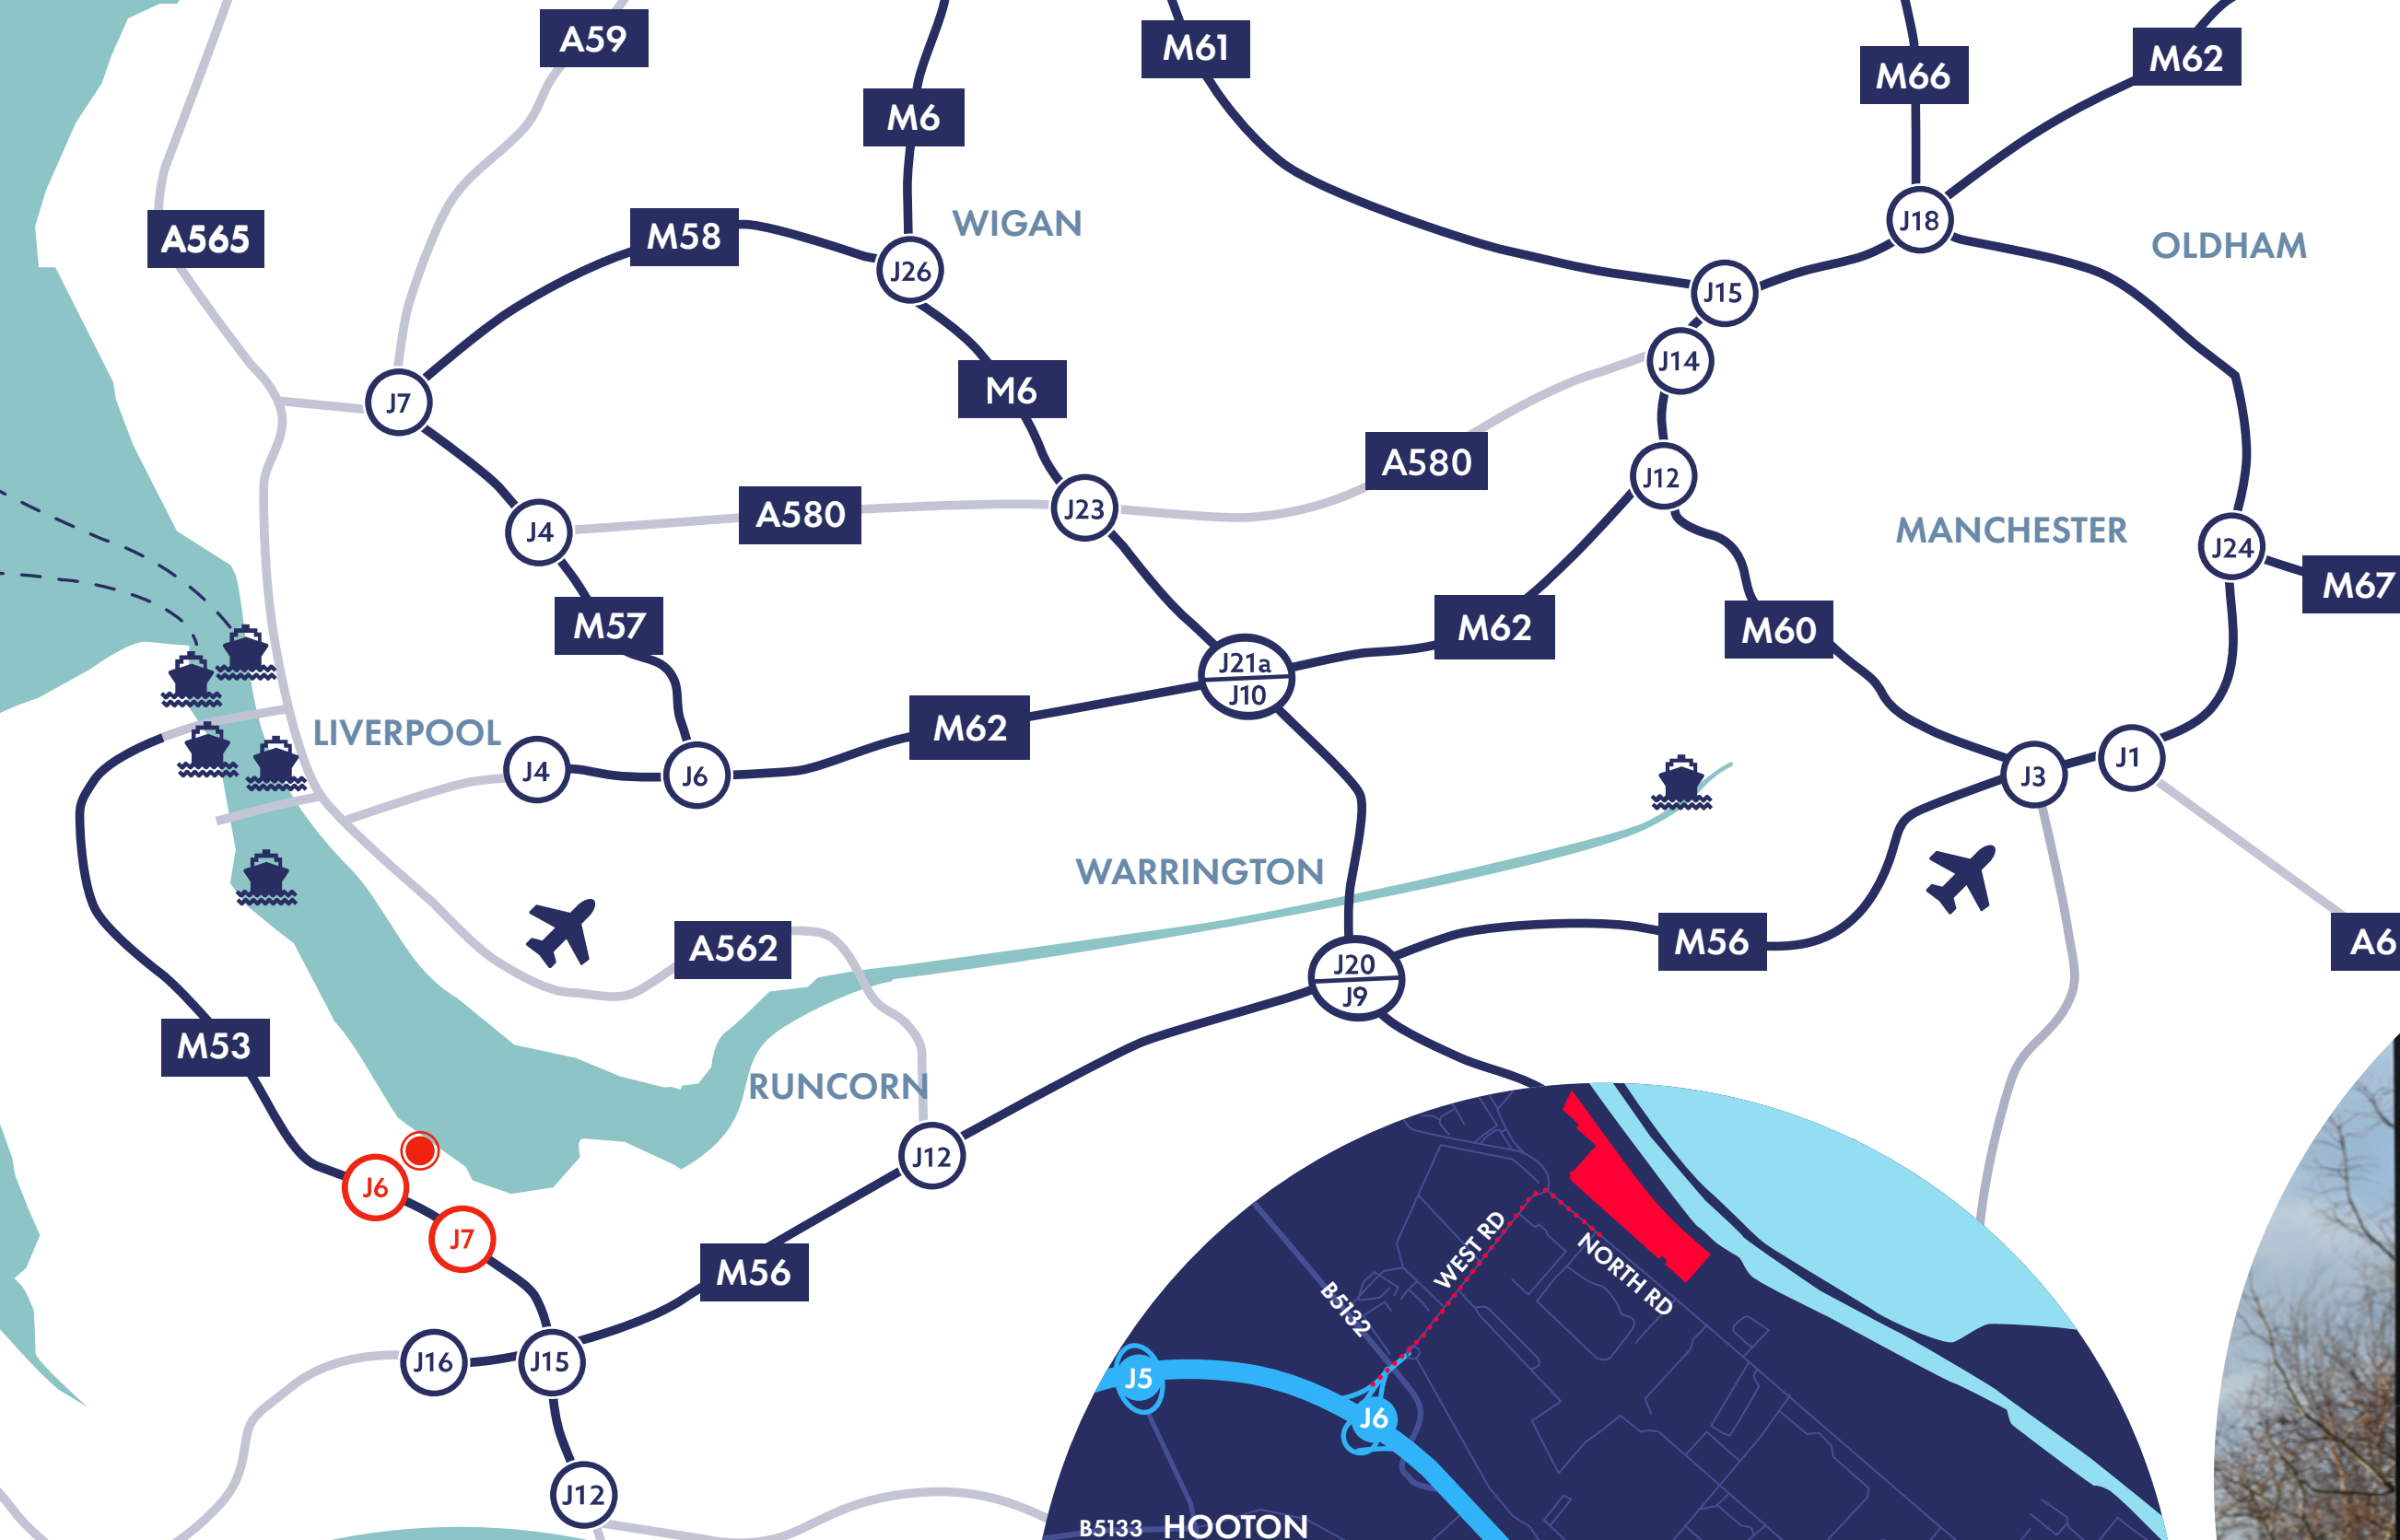 A59
M61
M62
M66
M6
J18
WIGAN
M58
A565
OLDHAM
J26
J15
J14
M6
J7
A580
J12
J23
A580
J4
MANCHESTER
J24
M67
M57
M62
M60
J21a
J10
LIVERPOOL
M62
J4
J6
J3
J1
WARRINGTON
A562
M56
A6
J20
J9
M53
RUNCORN
J12
J6
J7
WEST RD
NORTH RD
M56
B5132
J16
J15
J5
J6
J12
B5133 HOOTON